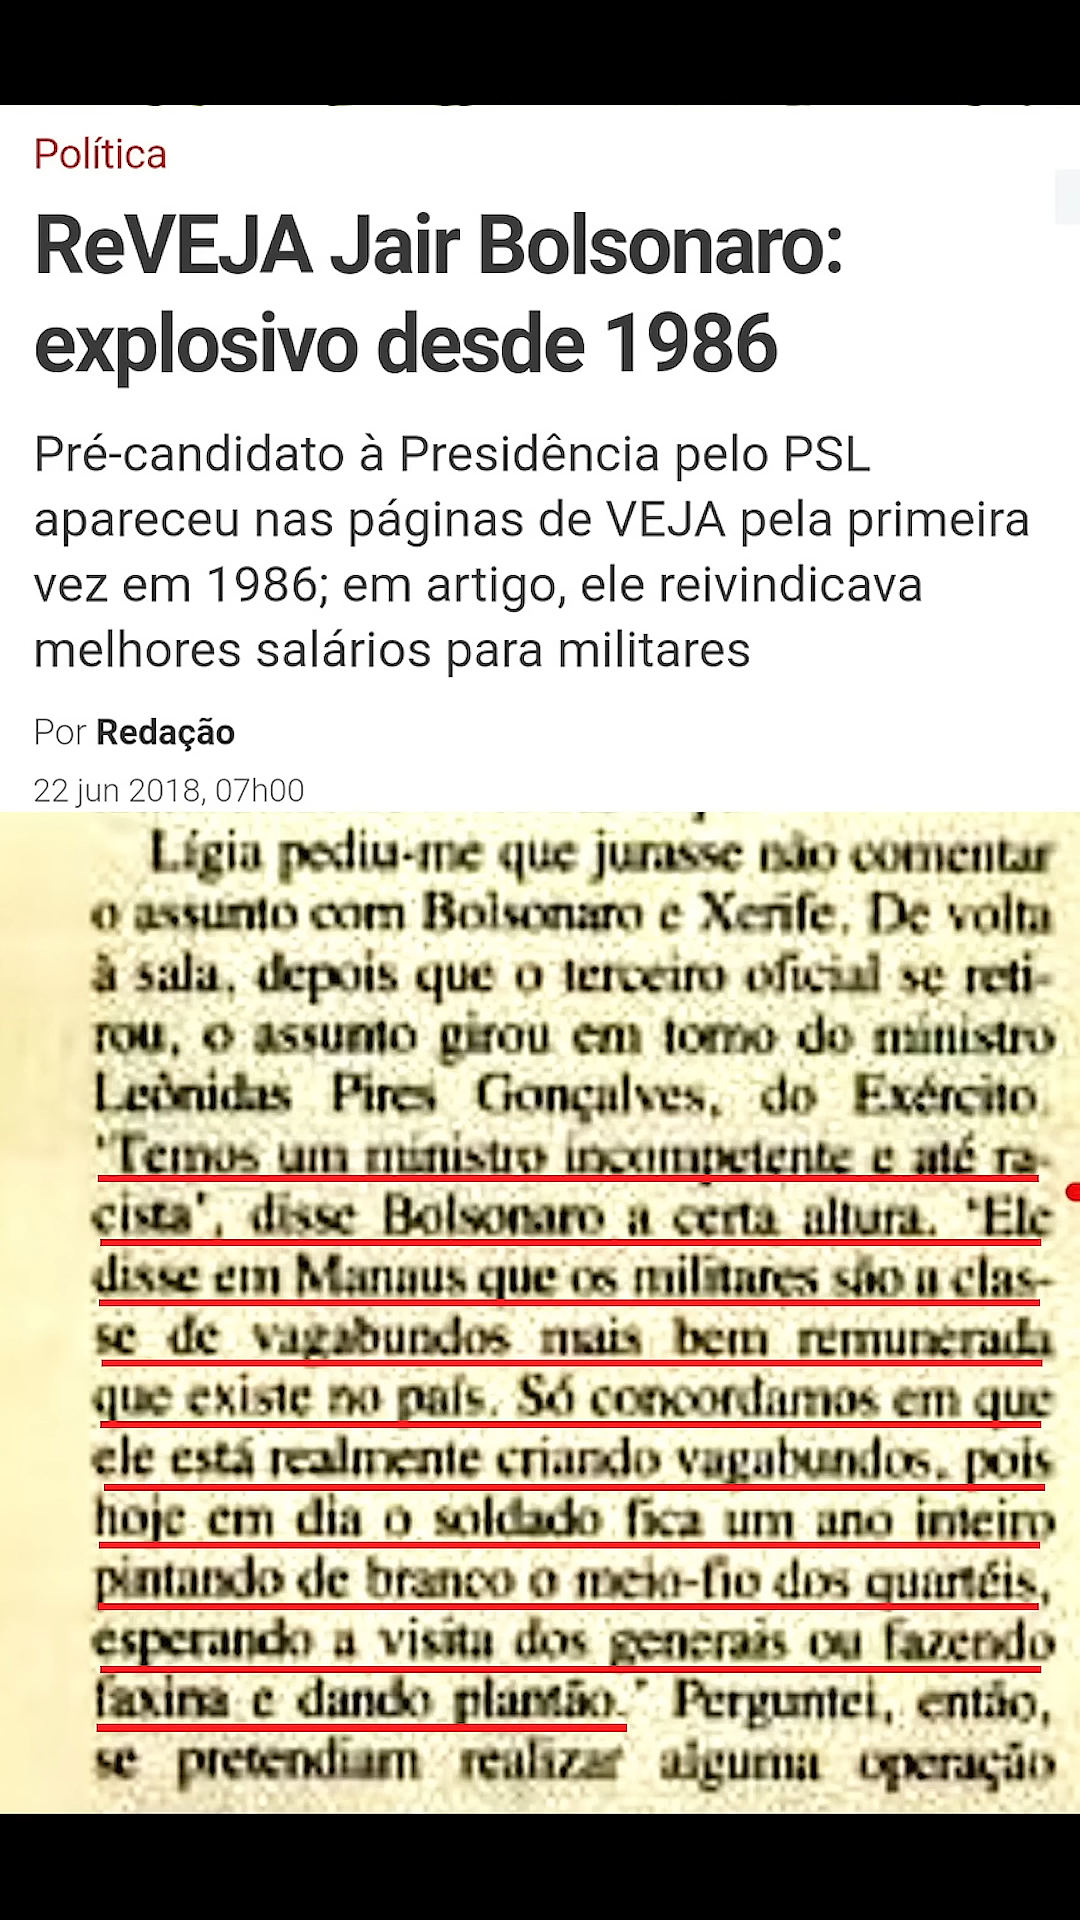 Política
ReVEJA Jair Bolsonaro:
explosivo desde 1986
Pré-candidato à Presidência pelo PSL
apareceu nas páginas de VEJA pela primeira
vez em 1986; em artigo, ele reivindicava
melhores salários para militares
Por Redação
22 jun 2018, 07h00
Lígia pediu-me que jurasse não comentar
o assunto com Bolsonaro e Xerife. De volta
à sala, depois que o terceiro oficial se reti-
rou, o assunto girou em torno do ministro
Leônidas Pires Gonçalves, do Exército.
'Temos um ministro incompetente e até ra-
cista', disse Bolsonaro a certa altura. 'Ele
disse em Manaus que os militares são a clas-
se de vagabundos mais bem remunerada
que existe no país. Só concordamos em que
ele está realmente criando vagabundos, pois
hoje em dia o soldado fica um ano inteiro
pintando de branco o meio-fio dos quartéis,
esperando a visita dos generais ou fazendo
faxina e dando plantão.' Perguntei, então,
se pretendiam realizar alguma operação